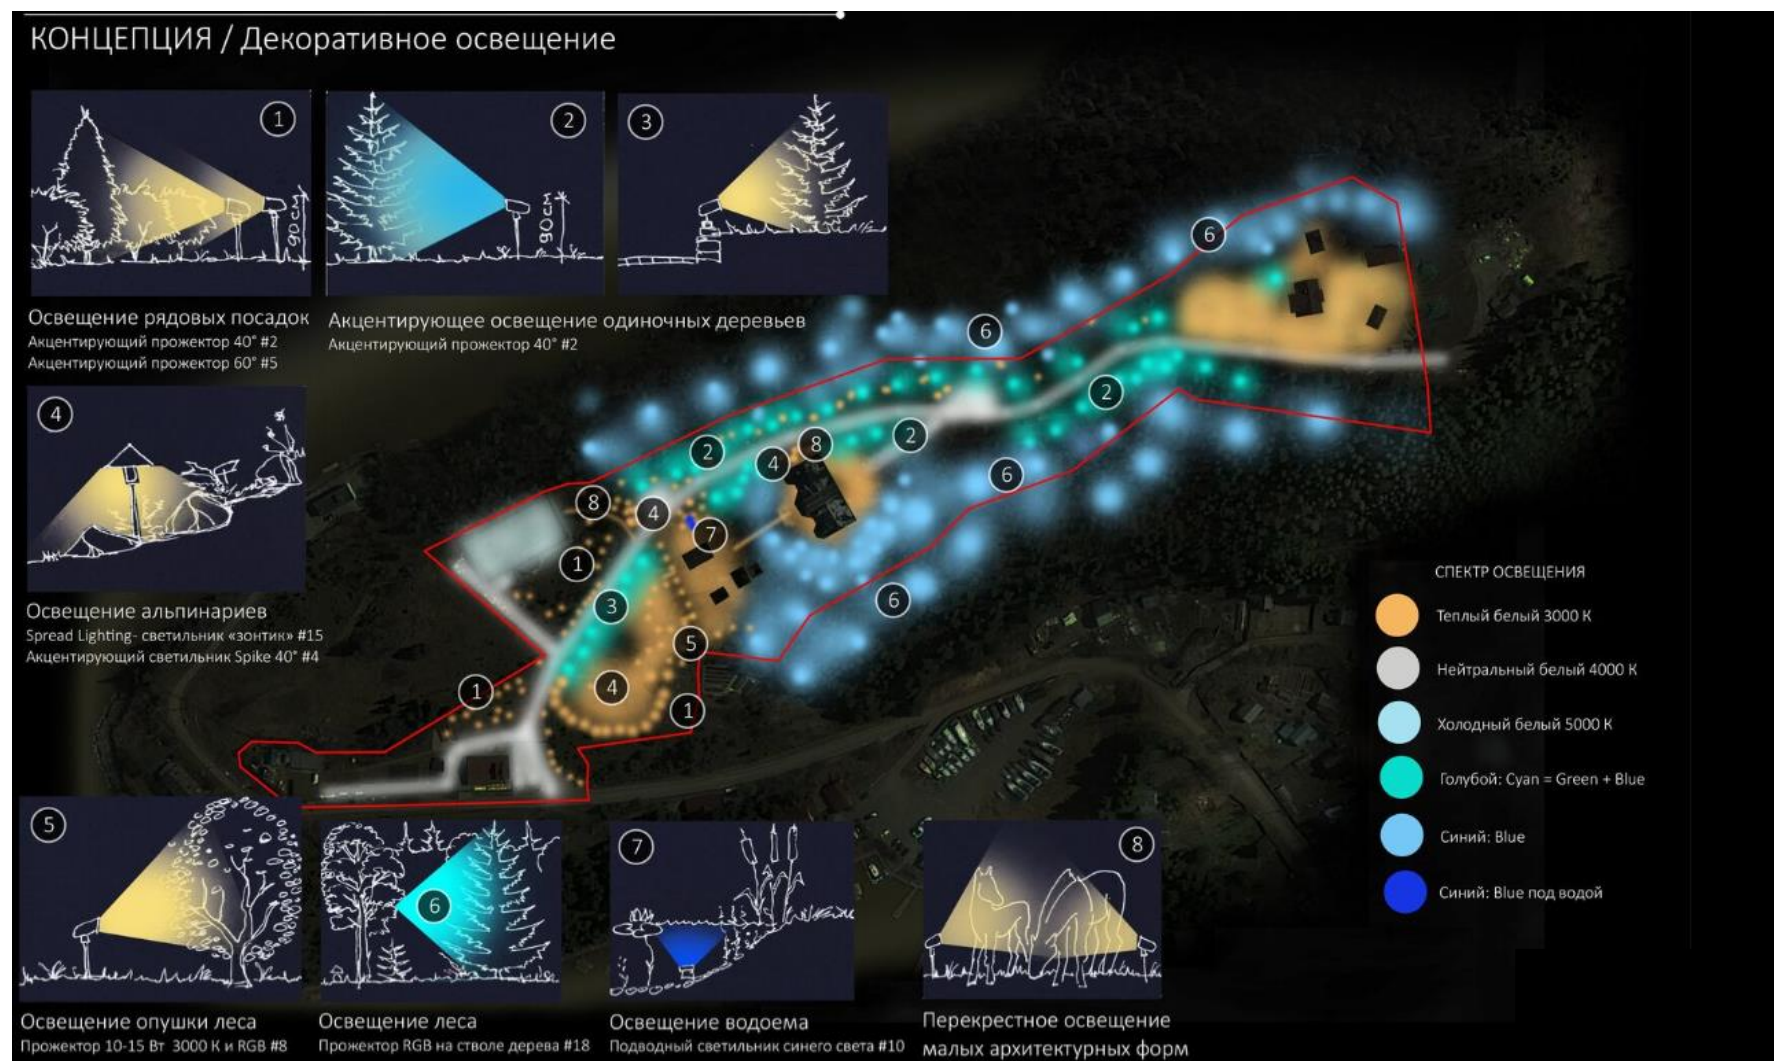 КОНЦЕПЦИЯ / Декоративное освещение
1
2
3
90см
90см
Освещение рядовых посадок
Акцентирующий прожектор 40° #2
Акцентирующий прожектор 60° #5
Акцентирующее освещение одиночных деревьев
Акцентирующий прожектор 40° #2
4
Освещение альпинариев
Spread Lighting- светильник «зонтик» #15
Акцентирующий светильник Spike 40° #4
6
6
2
2
8
2
4
6
8
4
7
1
3
6
5
4
1
1
СПЕКТР ОСВЕЩЕНИЯ
Теплый белый 3000 К
Нейтральный белый 4000 К
Холодный белый 5000 К
Голубой: Cyan = Green + Blue
Синий: Blue
Синий: Blue под водой
5
6
7
8
Освещение опушки леса
Прожектор 10-15 Вт 3000 К и RGB #8
Освещение леса
Прожектор RGB на стволе дерева #18
Освещение водоема
Подводный светильник синего света #10
Перекрестное освещение
малых архитектурных форм